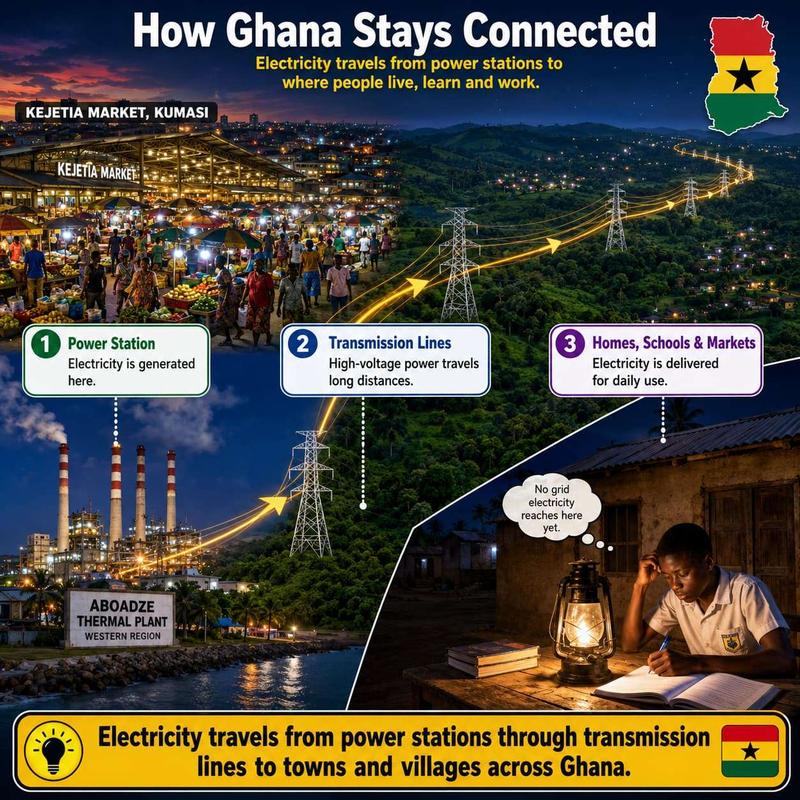 How Ghana Stays Connected
Electricity travels from power stations to
where people live, learn and work.
KEJETIA MARKET, KUMASI
KEJETIA MARKET
1 Power Station
Electricity is generated
here.
2 Transmission Lines
High-voltage power travels
long distances.
3 Homes, Schools & Markets
Electricity is delivered
for daily use.
No grid
electricity
reaches here
yet.
ABOADZE
THERMAL PLANT
WESTERN REGION
Electricity travels from power stations through transmission
lines to towns and villages across Ghana.